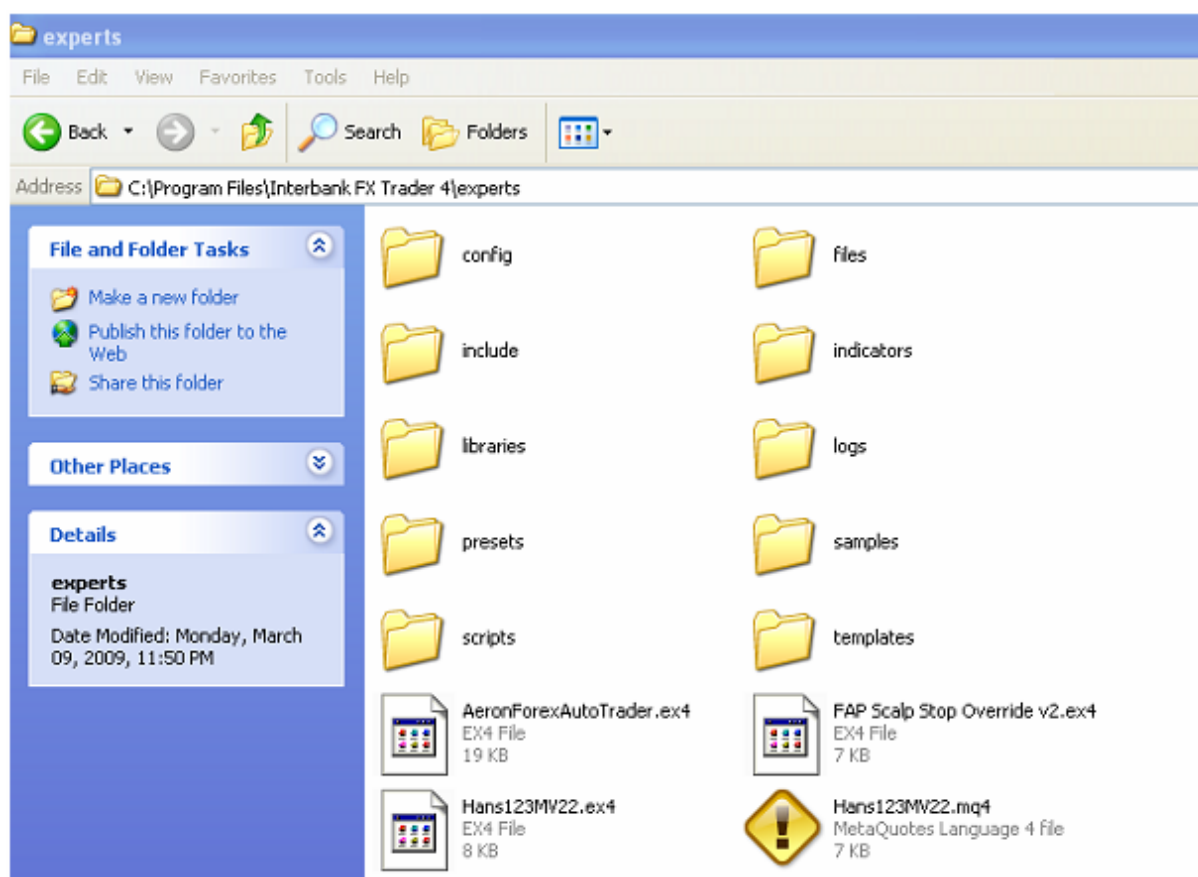 experts
File Edit View Favorites Tools Help
Back Search Folders
Address C:\Program Files\Interbank FX Trader 4\experts
File and Folder Tasks
Make a new folder
Publish this folder to the
Web
Share this folder
Other Places
Details
experts
File Folder
Date Modified: Monday, March
09, 2009, 11:50 PM
config
files
include
indicators
libraries
logs
presets
samples
scripts
templates
AeronForexAutoTrader.ex4
EX4 File
19 KB
FAP Scalp Stop Override v2.ex4
EX4 File
7 KB
Hans123MV22.ex4
EX4 File
8 KB
Hans123MV22.mq4
MetaQuotes Language 4 file
7 KB